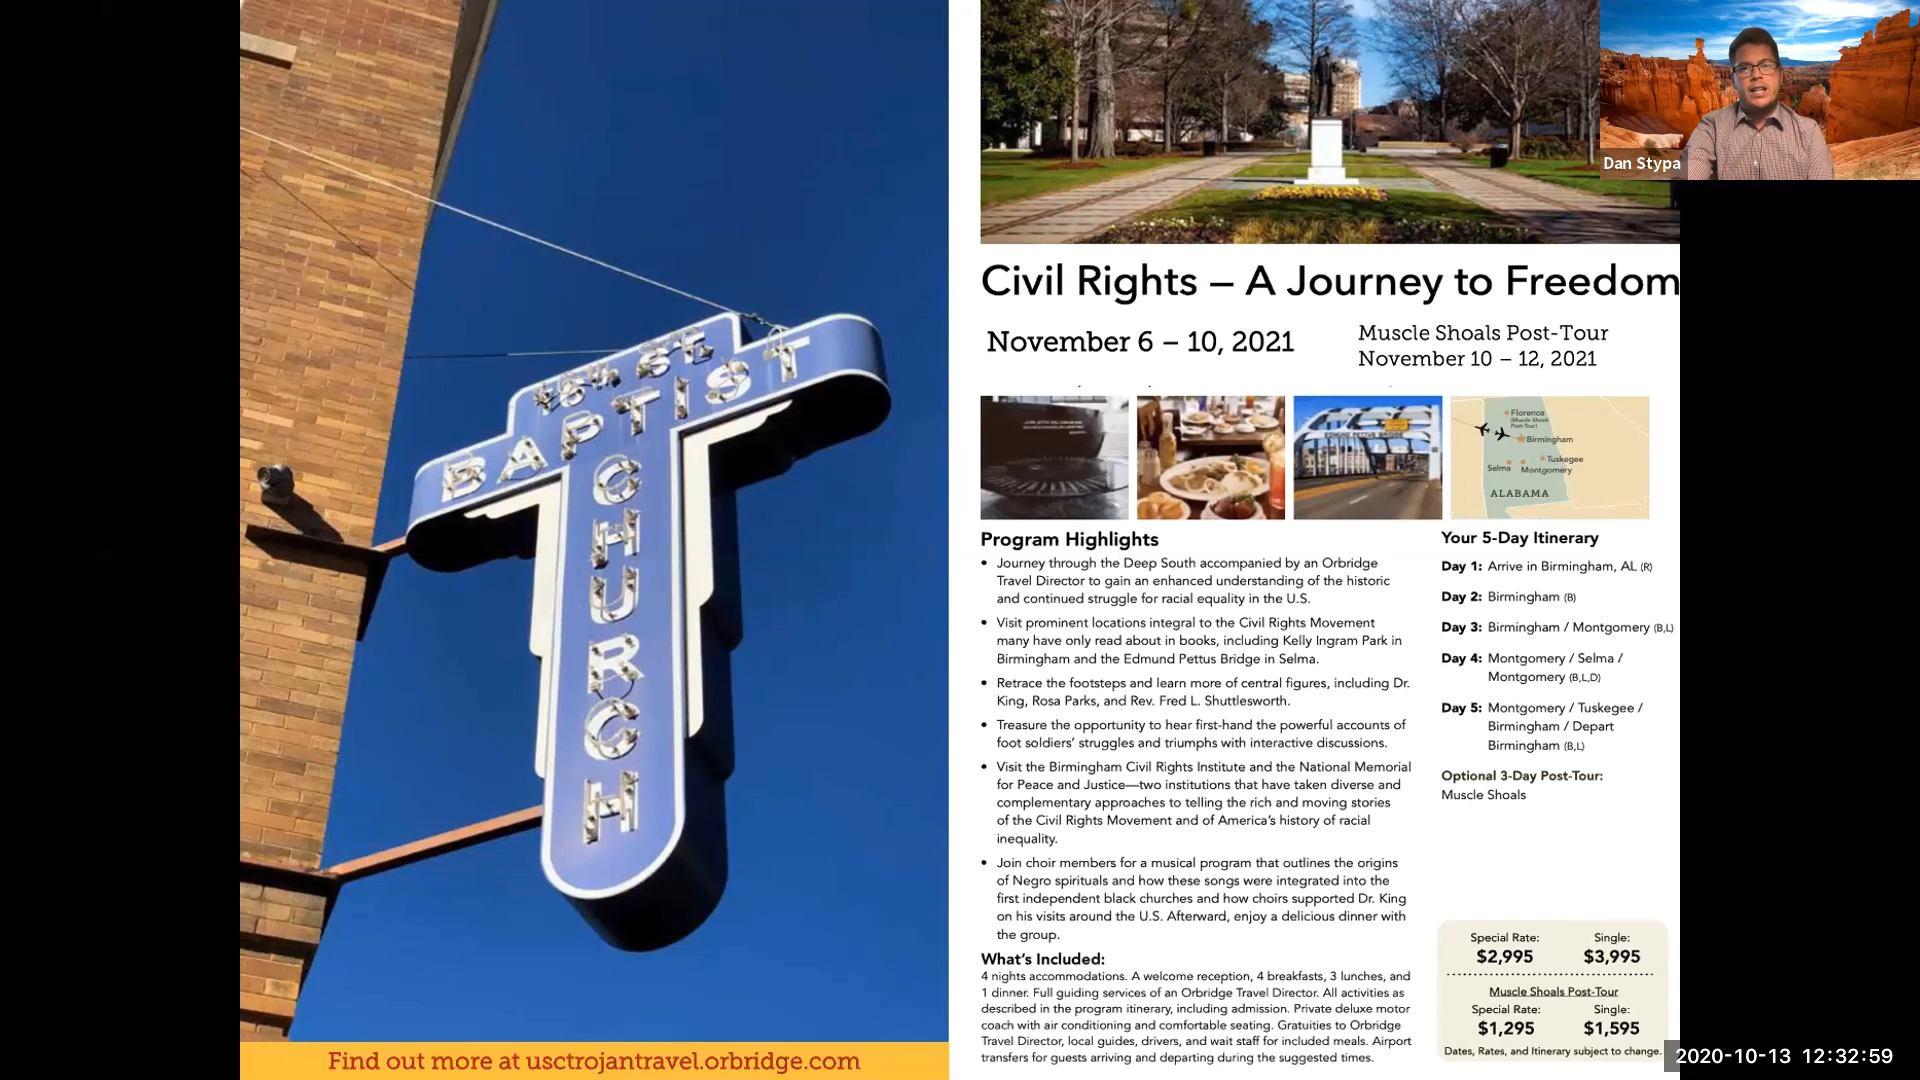 16th ST.
BAPTIST
CHURCH
Find out more at usctrojantravel.orbridge.com
Dan Stypa
Civil Rights – A Journey to Freedom
November 6 – 10, 2021
Muscle Shoals Post-Tour
November 10 – 12, 2021
EDMUND PETTUS BRIDGE
Florence
(Muscle Shoals
Post-Tour)
Birmingham
Tuskegee
Selma
Montgomery
ALABAMA
Program Highlights
• Journey through the Deep South accompanied by an Orbridge
Travel Director to gain an enhanced understanding of the historic
and continued struggle for racial equality in the U.S.
• Visit prominent locations integral to the Civil Rights Movement
many have only read about in books, including Kelly Ingram Park in
Birmingham and the Edmund Pettus Bridge in Selma.
• Retrace the footsteps and learn more of central figures, including Dr.
King, Rosa Parks, and Rev. Fred L. Shuttlesworth.
• Treasure the opportunity to hear first-hand the powerful accounts of
foot soldiers’ struggles and triumphs with interactive discussions.
• Visit the Birmingham Civil Rights Institute and the National Memorial
for Peace and Justice—two institutions that have taken diverse and
complementary approaches to telling the rich and moving stories
of the Civil Rights Movement and of America’s history of racial
inequality.
• Join choir members for a musical program that outlines the origins
of Negro spirituals and how these songs were integrated into the
first independent black churches and how choirs supported Dr. King
on his visits around the U.S. Afterward, enjoy a delicious dinner with
the group.
What’s Included:
4 nights accommodations. A welcome reception, 4 breakfasts, 3 lunches, and
1 dinner. Full guiding services of an Orbridge Travel Director. All activities as
described in the program itinerary, including admission. Private deluxe motor
coach with air conditioning and comfortable seating. Gratuities to Orbridge
Travel Director, local guides, drivers, and wait staff for included meals. Airport
transfers for guests arriving and departing during the suggested times.
Your 5-Day Itinerary
Day 1: Arrive in Birmingham, AL (R)
Day 2: Birmingham (B)
Day 3: Birmingham / Montgomery (B,L)
Day 4: Montgomery / Selma /
Montgomery (B,L,D)
Day 5: Montgomery / Tuskegee /
Birmingham / Depart
Birmingham (B,L)
Optional 3-Day Post-Tour:
Muscle Shoals
Special Rate: Single:
$2,995 $3,995
Muscle Shoals Post-Tour
Special Rate: Single:
$1,295 $1,595
Dates, Rates, and Itinerary subject to change.
2020-10-13 12:32:59